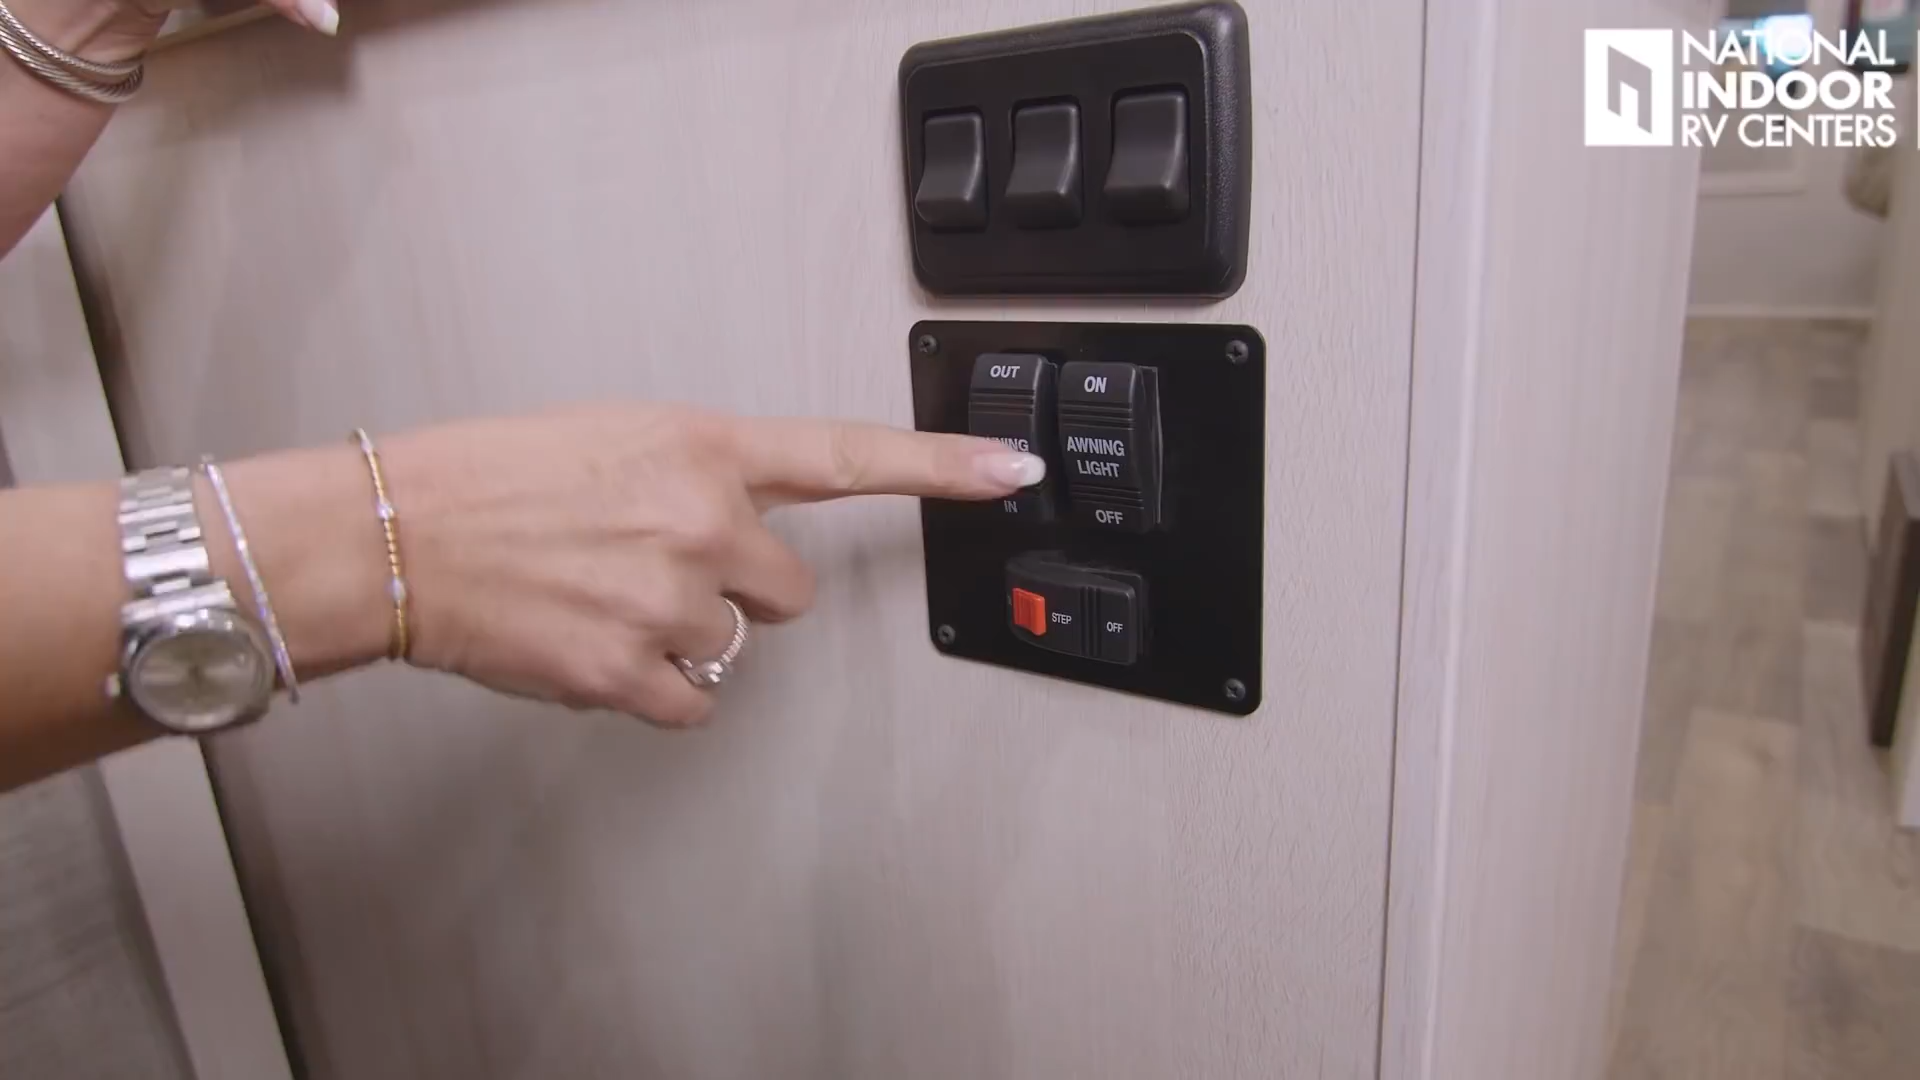 NATIONAL
INDOOR
RV CENTERS
OUT
ON
AWNING
LIGHT
IN
OFF
STEP
OFF